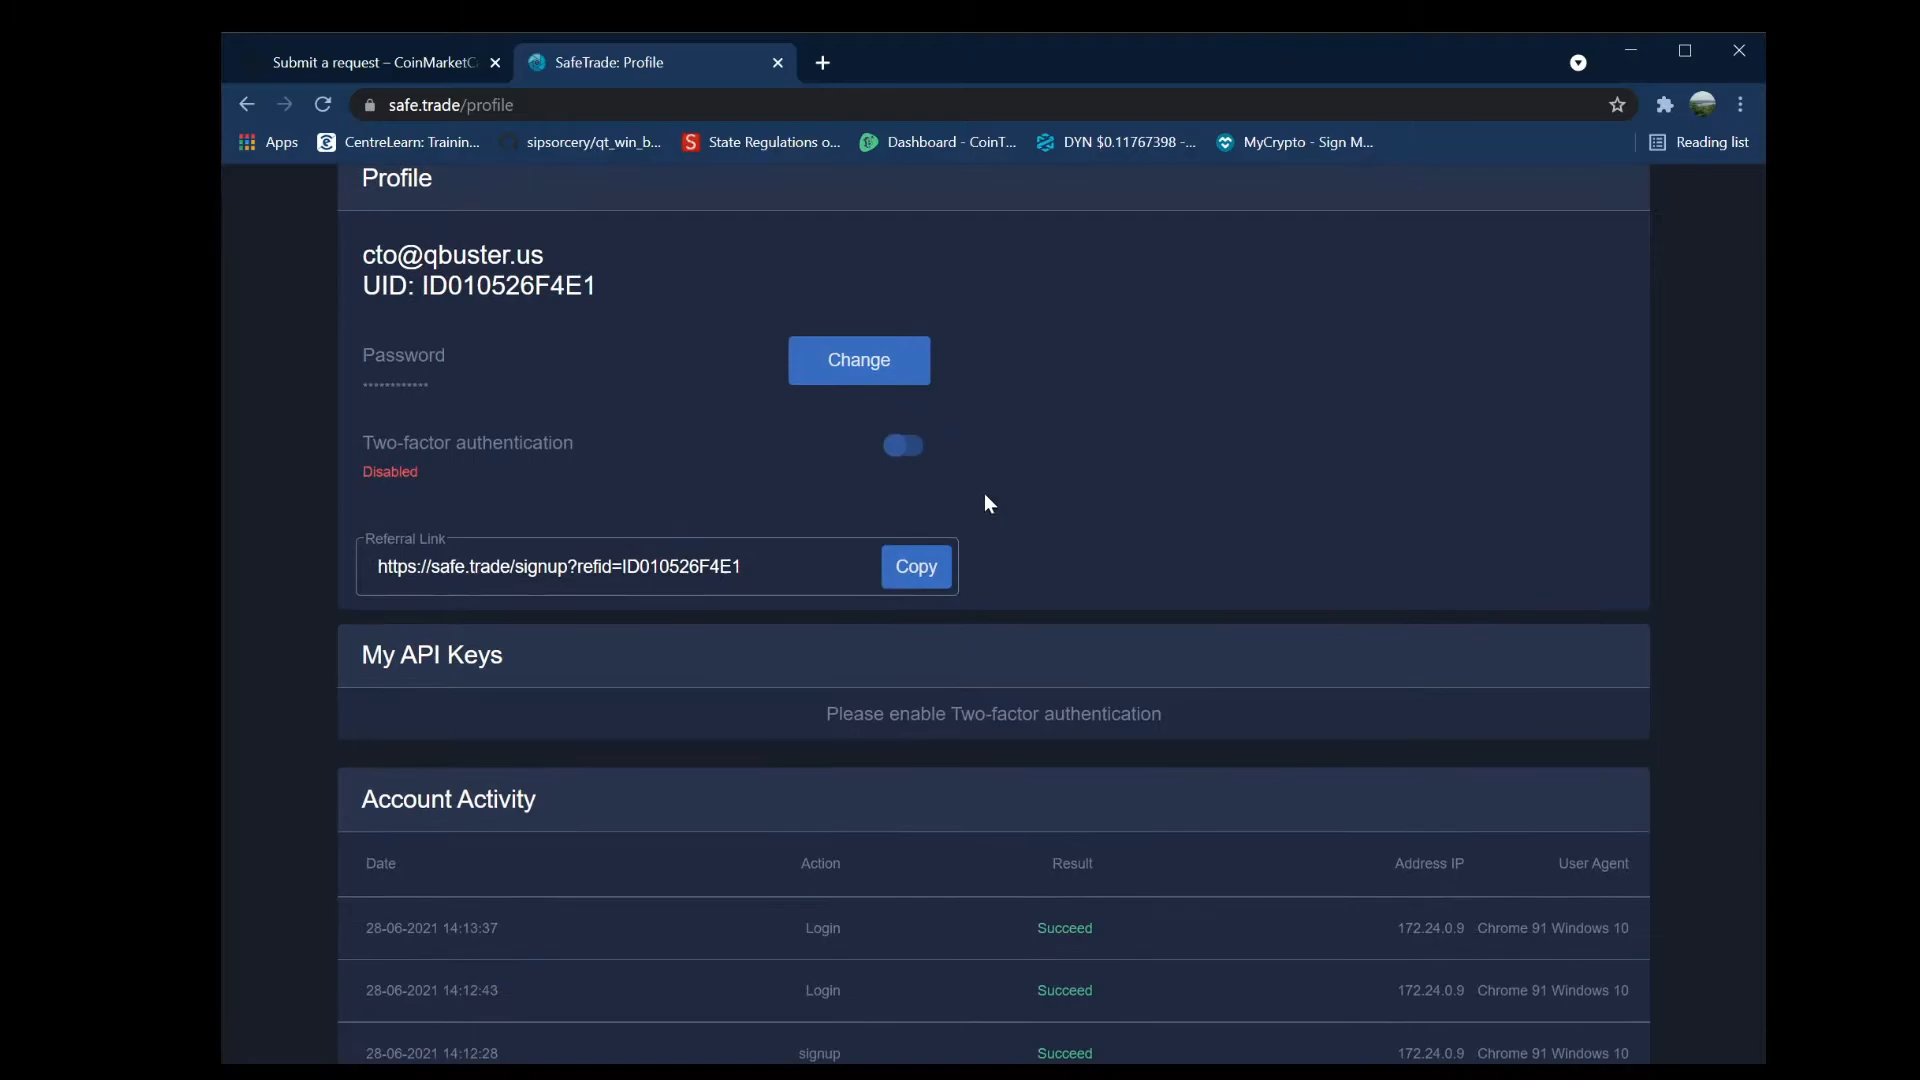 Submit a request – CoinMarketC
SafeTrade: Profile
safe.trade/profile
Apps
CentreLearn: Trainin...
sipsorcery/qt_win_b...
State Regulations o...
Dashboard - CoinT...
DYN $0.11767398 -...
MyCrypto - Sign M...
Reading list
Profile
cto@qbuster.us
UID: ID010526F4E1
Password
Change
Two-factor authentication
Disabled
Referral Link
https://safe.trade/signup?refid=ID010526F4E1
Copy
My API Keys
Please enable Two-factor authentication
Account Activity
Date Action Result Address IP User Agent
28-06-2021 14:13:37 Login Succeed 172.24.0.9 Chrome 91 Windows 10
28-06-2021 14:12:43 Login Succeed 172.24.0.9 Chrome 91 Windows 10
28-06-2021 14:12:28 signup Succeed 172.24.0.9 Chrome 91 Windows 10